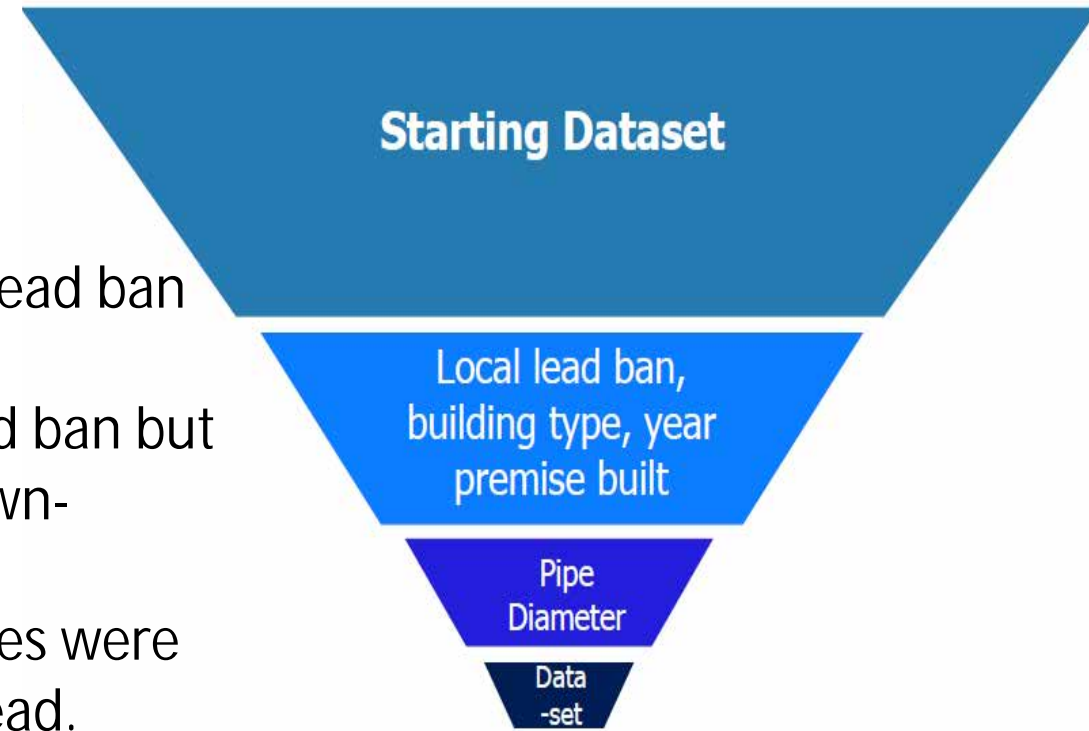 Starting Dataset
ead ban
d ban but
wn-
es were
ead.
Local lead ban,
building type, year
premise built
Pipe
Diameter
Data
-set